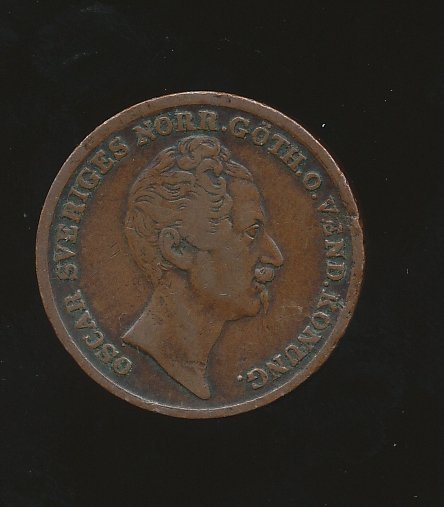 OSCAR SVERIGES NORR. GÖTH. O. VEND. KONUNG.